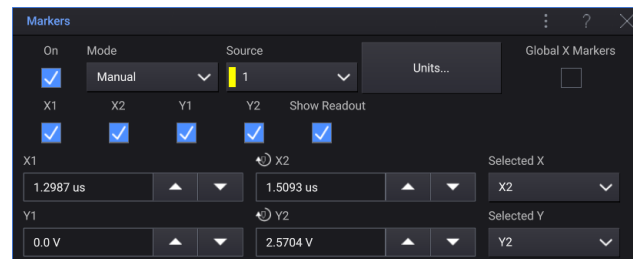 Markers ?
On Mode Source Global X Markers
Manual 1 Units...
X1 X2 Y1 Y2 Show Readout
X1 X2 Selected X
1.2987 us 1.5093 us X2
Y1 Y2 Selected Y
0.0 V 2.5704 V Y2